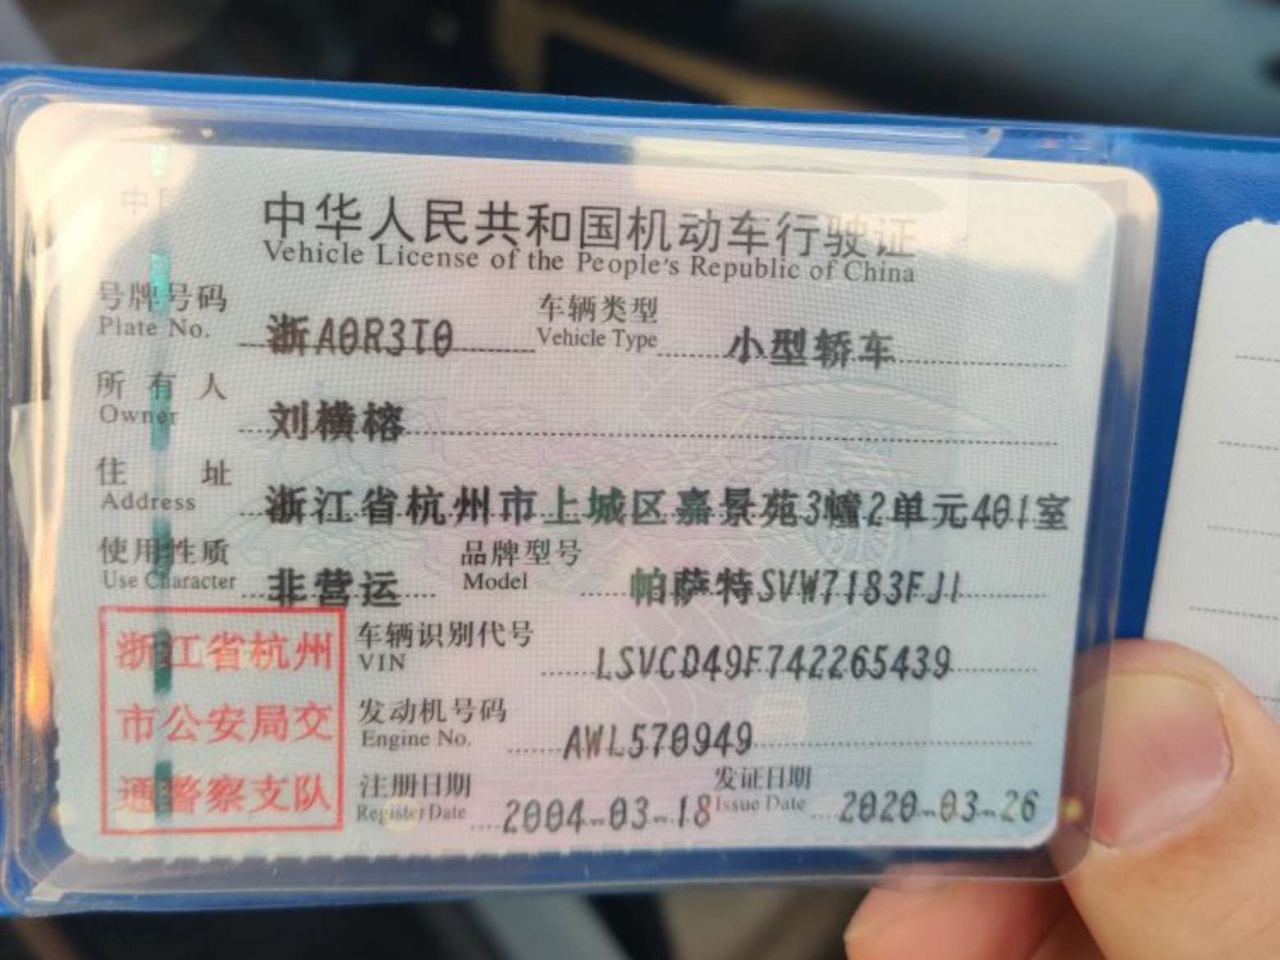 中华人民共和国机动车行驶证
Vehicle License of the People's Republic of China
号牌号码 浙A0R3T0 车辆类型 小型轿车
Plate No. Vehicle Type
所有人 刘横榕
Owner
住址 浙江省杭州市上城区嘉景苑3幢2单元401室
Address
使用性质 非营运 品牌型号 帕萨特SVW7183FJI
Use Character Model
浙江省杭州
市公安局交
通警察支队
车辆识别代号 LSVCD49F742265439
VIN
发动机号码 AWL570949
Engine No.
注册日期 2004-03-18 发证日期 2020-03-26
Register Date Issue Date